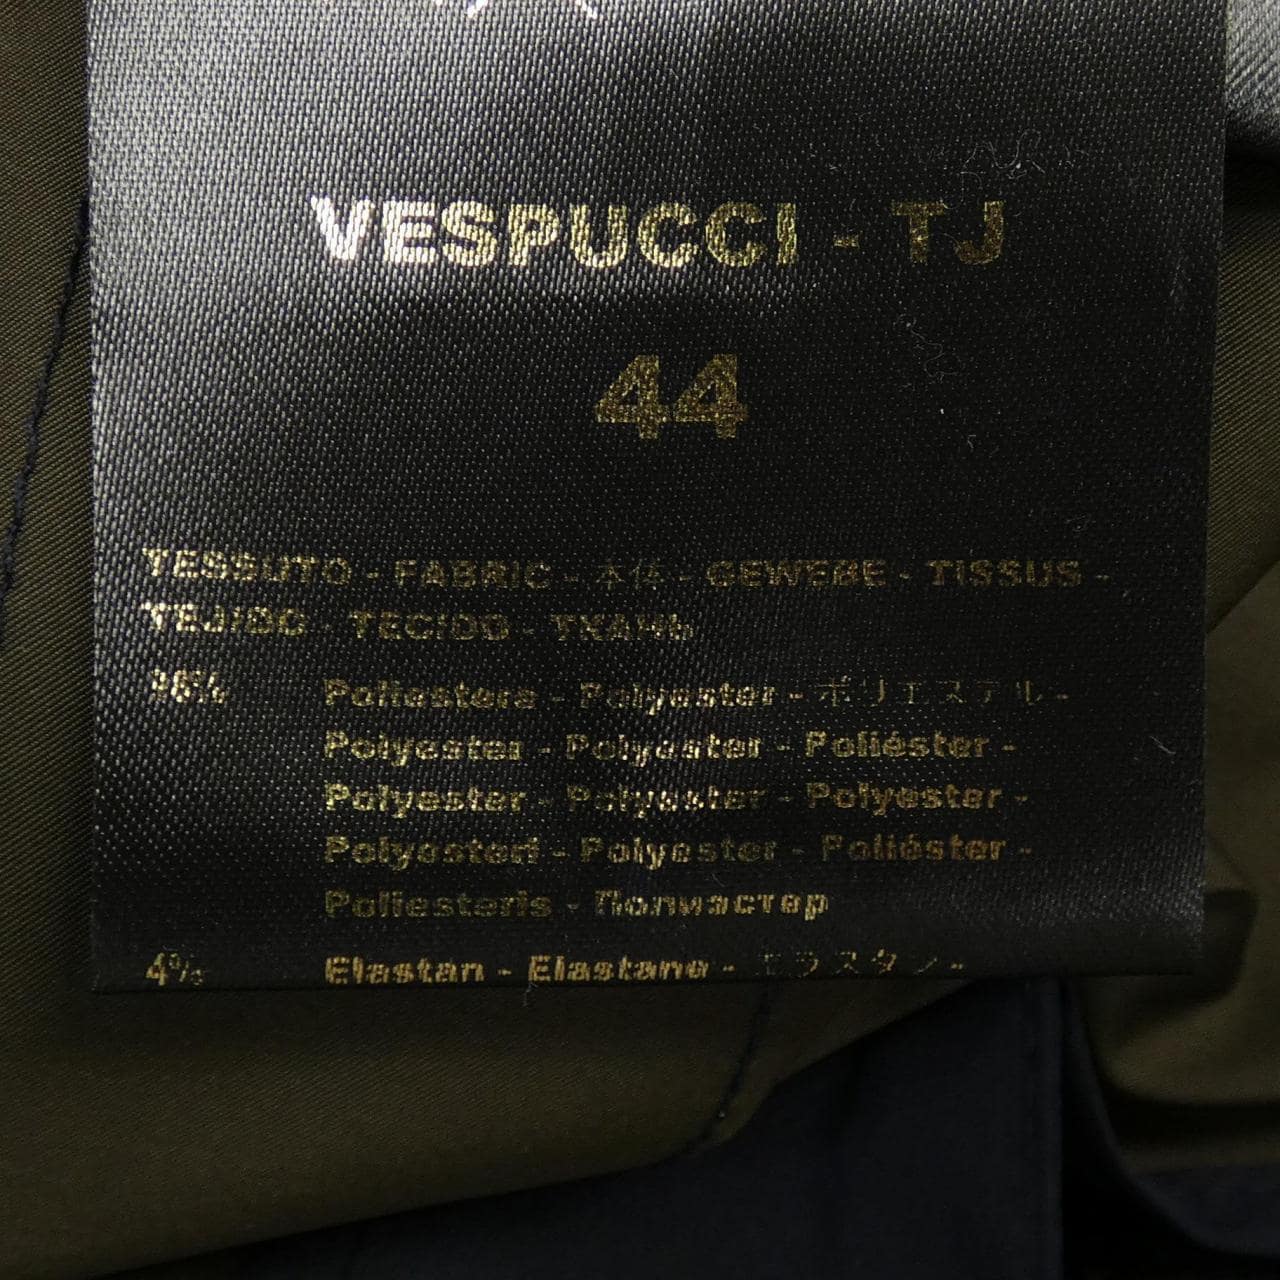 VESPUCCI - TJ
44
TESSUTO - FABRIC - 本体 - GEWEBE - TISSUS -
TEJIDO - TECIDO - ТКАНЬ
96% Poliestere - Polyester - ポリエステル -
Polyester - Polyester - Poliéster -
Polyester - Polyester - Polyester -
Polyesteri - Polyester - Poliéster -
Poliesteris - Полиэстер
4% Elastan - Elastane - エラスタン -